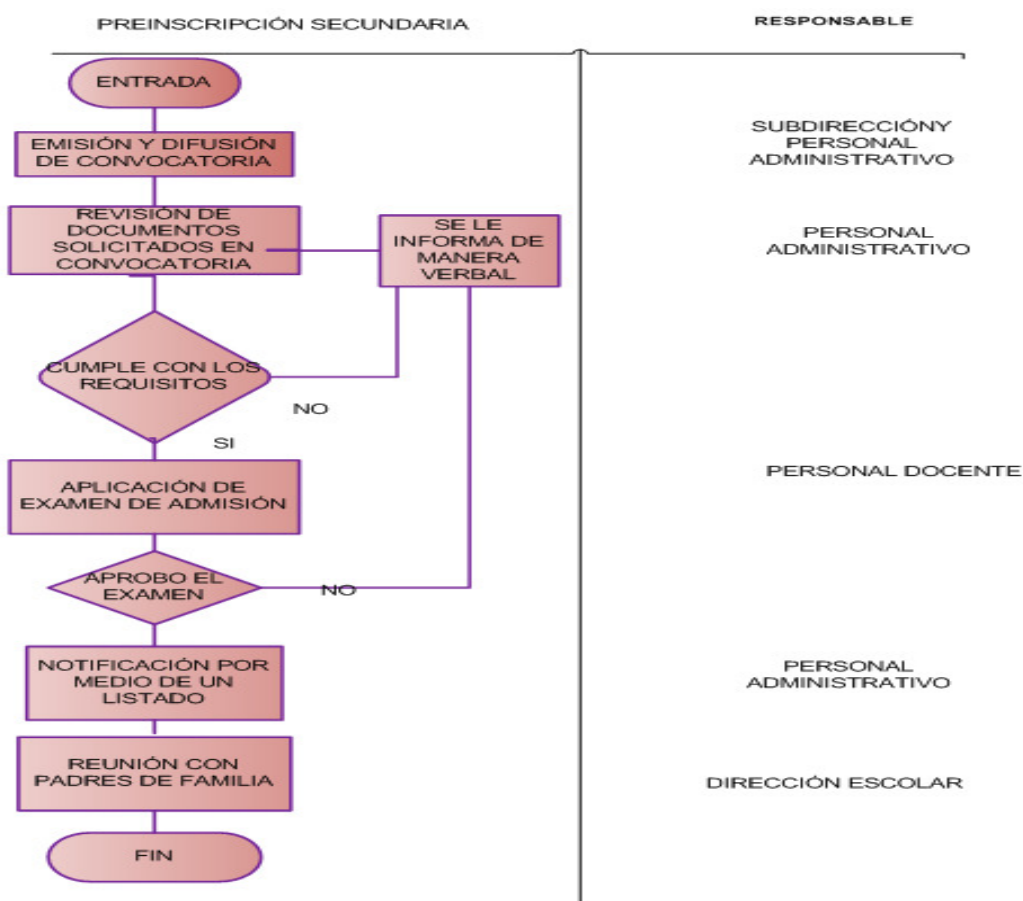 PREINSCRIPCIÓN SECUNDARIA
RESPONSABLE
ENTRADA
EMISIÓN Y DIFUSIÓN
DE CONVOCATORIA
SUBDIRECCIÓNY
PERSONAL
ADMINISTRATIVO
REVISIÓN DE
DOCUMENTOS
SOLICITADOS EN
CONVOCATORIA
SE LE
INFORMA DE
MANERA
VERBAL
PERSONAL
ADMINISTRATIVO
CUMPLE CON LOS
REQUISITOS
NO
SI
APLICACIÓN DE
EXAMEN DE ADMISIÓN
PERSONAL DOCENTE
APROBO EL
EXAMEN
NO
NOTIFICACIÓN POR
MEDIO DE UN
LISTADO
PERSONAL
ADMINISTRATIVO
REUNIÓN CON
PADRES DE FAMILIA
DIRECCIÓN ESCOLAR
FIN